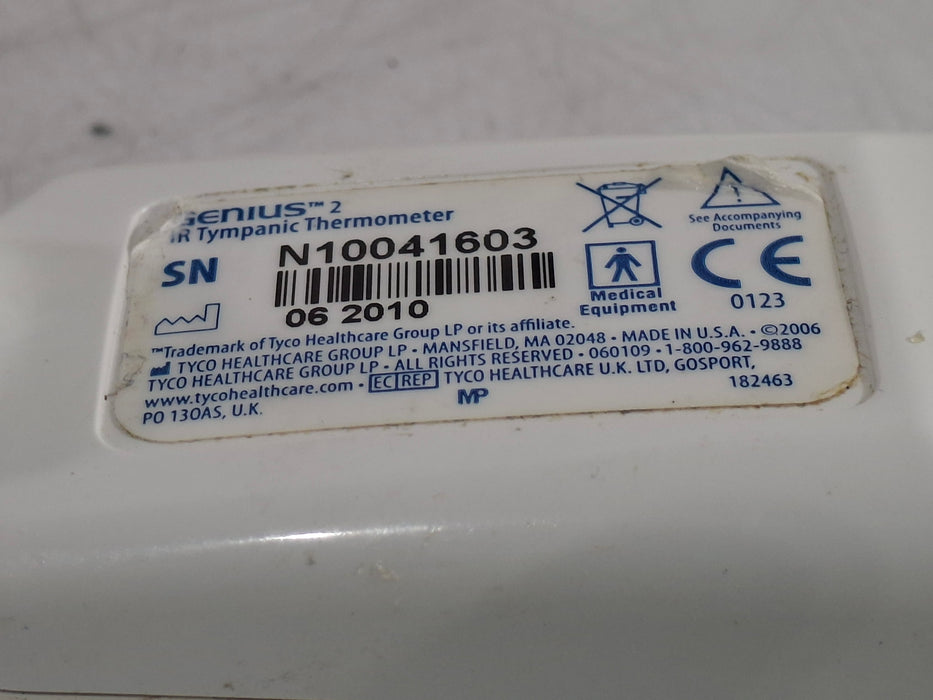 GENIUS™ 2
IR Tympanic Thermometer
SN N10041603
06 2010
See Accompanying
Documents
Medical
Equipment
0123
™Trademark of Tyco Healthcare Group LP or its affiliate.
TYCO HEALTHCARE GROUP LP · MANSFIELD, MA 02048 · MADE IN U.S.A. · ©2006
TYCO HEALTHCARE GROUP LP · ALL RIGHTS RESERVED · 060109 · 1-800-962-9888
www.tycohealthcare.com · EC REP TYCO HEALTHCARE U.K. LTD, GOSPORT,
PO 130AS, U.K.
MP
182463